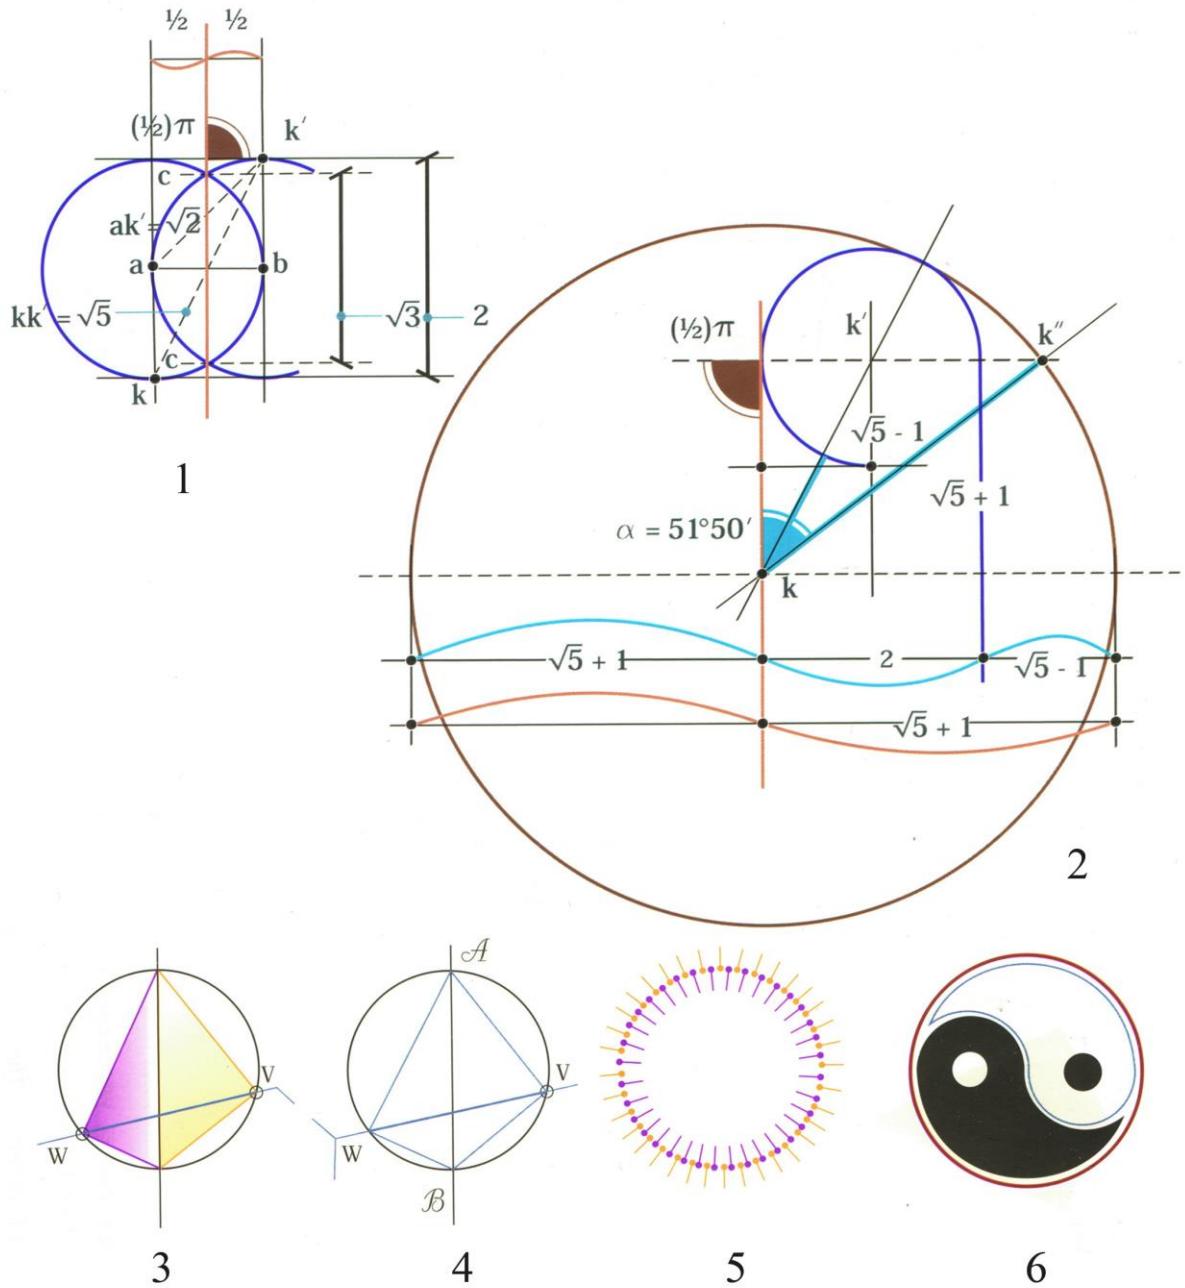 ½ ½
(½)π
k′
c
ak′= √2
a
b
kk′= √5
√3
2
c
k
1
(½)π
k′
k″
√5 - 1
√5 + 1
α = 51°50′
k
√5 + 1
2
√5 - 1
√5 + 1
2
V
W
3
A
V
W
B
4
5
6